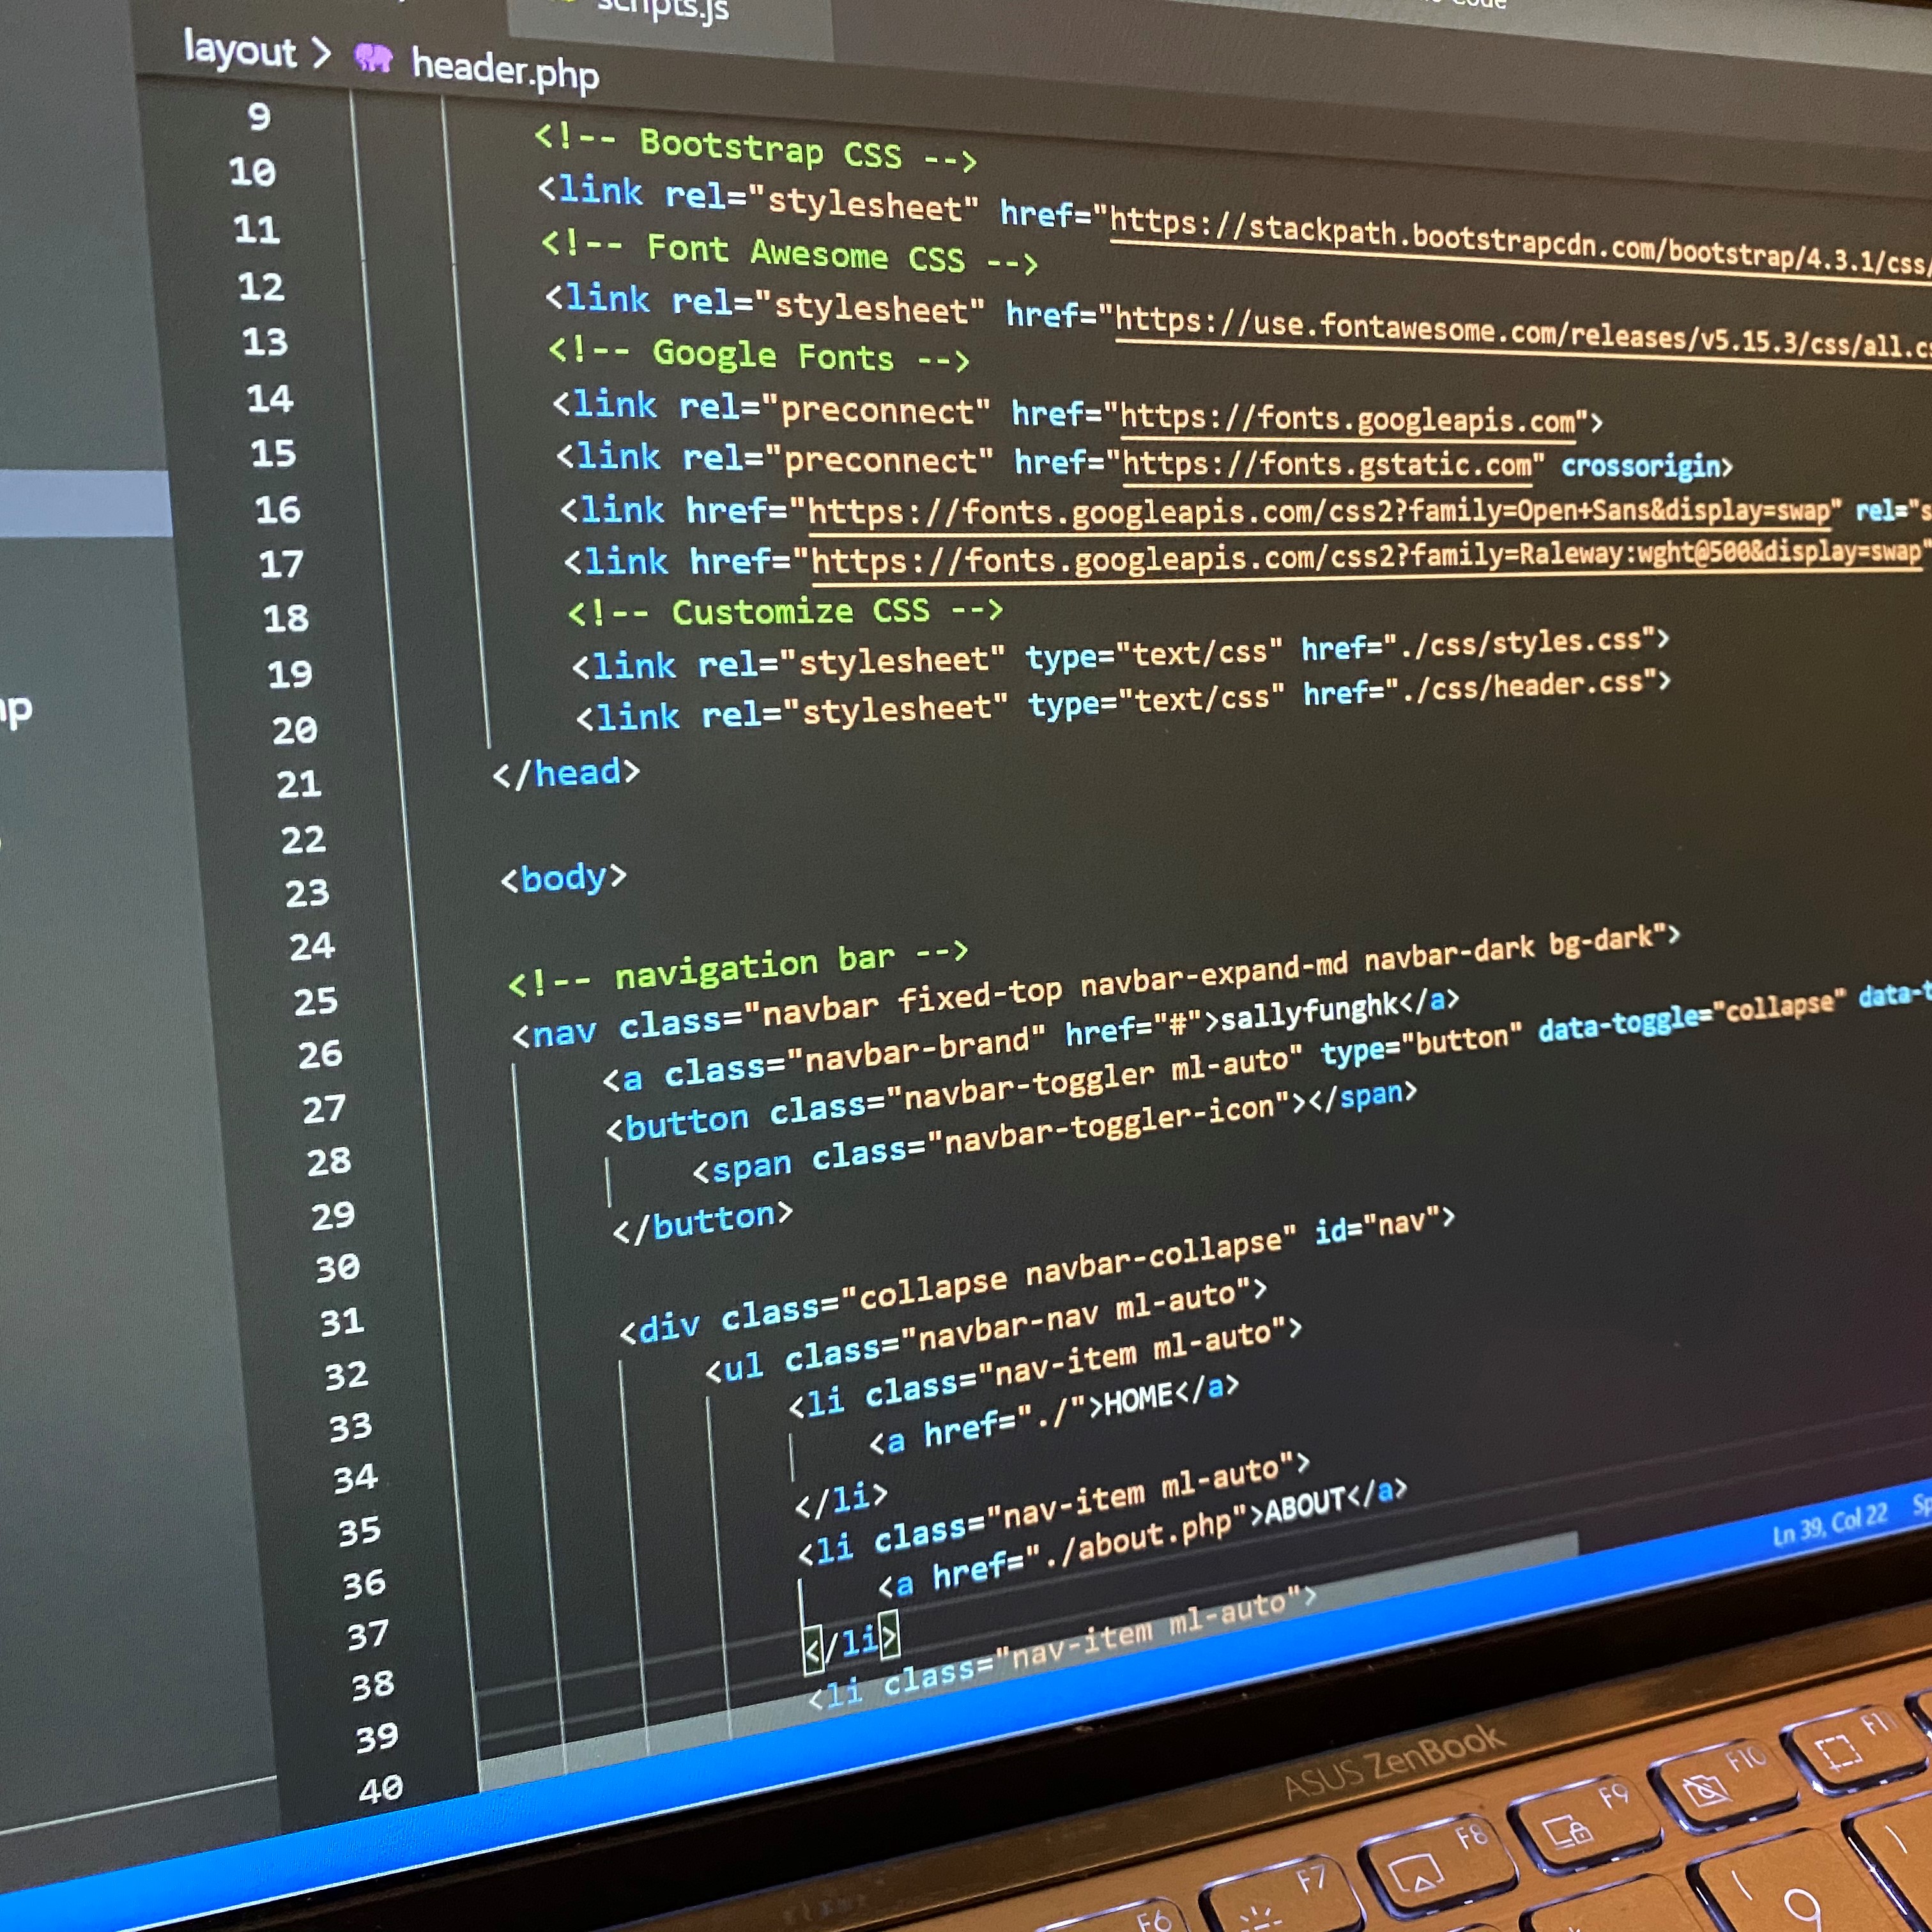 scripts.js
layout > header.php
9 <!-- Bootstrap CSS -->
10 <link rel="stylesheet" href="https://stackpath.bootstrapcdn.com/bootstrap/4.3.1/css/
11 <!-- Font Awesome CSS -->
12 <link rel="stylesheet" href="https://use.fontawesome.com/releases/v5.15.3/css/all.cs
13 <!-- Google Fonts -->
14 <link rel="preconnect" href="https://fonts.googleapis.com">
15 <link rel="preconnect" href="https://fonts.gstatic.com" crossorigin>
16 <link href="https://fonts.googleapis.com/css2?family=Open+Sans&display=swap" rel="s
17 <link href="https://fonts.googleapis.com/css2?family=Raleway:wght@500&display=swap"
18 <!-- Customize CSS -->
19 <link rel="stylesheet" type="text/css" href="./css/styles.css">
20 <link rel="stylesheet" type="text/css" href="./css/header.css">
21 </head>
22
23 <body>
24
25 <!-- navigation bar -->
26 <nav class="navbar fixed-top navbar-expand-md navbar-dark bg-dark">
27 <a class="navbar-brand" href="#">sallyfunghk</a>
28 <button class="navbar-toggler ml-auto" type="button" data-toggle="collapse" data-t
29 <span class="navbar-toggler-icon"></span>
30 </button>
31
32 <div class="collapse navbar-collapse" id="nav">
33 <ul class="navbar-nav ml-auto">
34 <li class="nav-item ml-auto">
35 <a href="./">HOME</a>
36 </li>
37 <li class="nav-item ml-auto">
38 <a href="./about.php">ABOUT</a>
39 </li>
40 <li class="nav-item ml-auto">
Ln 39, Col 22 Sp
ASUS ZenBook
F6 F7 F8 F9 F10 F11
( 9 )